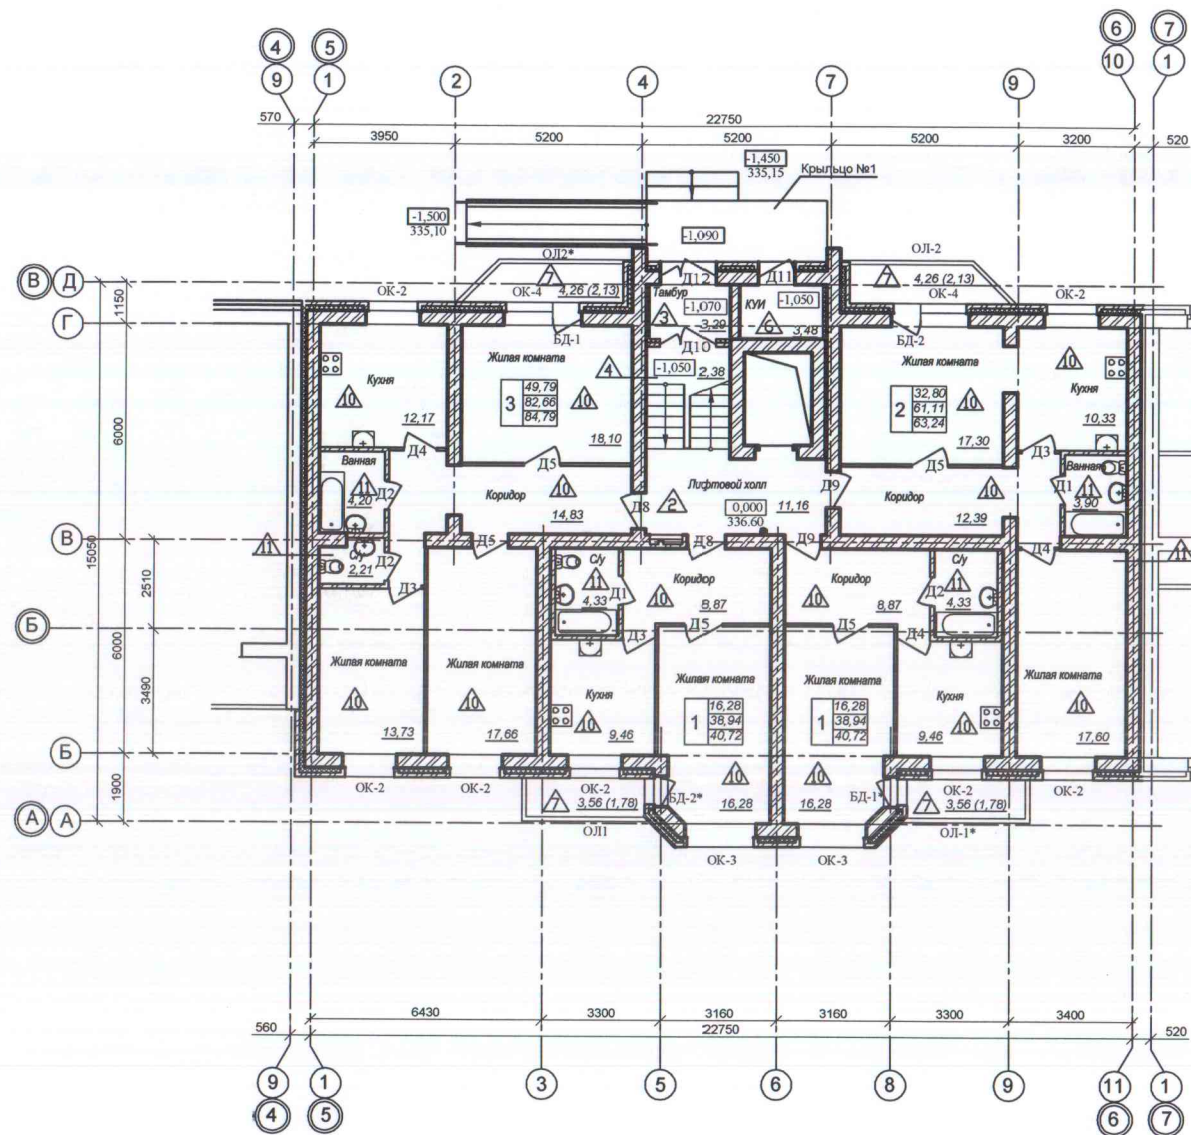 4 5 6 7
9 1 2 4 7 9 10 1
570 22750
3950 5200 5200 5200 3200 520
-1,450
335,15
Крыльцо №1
-1,500
335,10
-1,090
ОЛ2* ОЛ-2
В Д
7 4,26 (2,13) Д12 Д11 7 4,26 (2,13)
ОК-2 ОК-4 Тамбур КУИ -1,050 ОК-4 ОК-2
1150
-1,070
Г
3 3,29 6 3,48
БД-1 Д10 БД-2
Жилая комната 4 -1,050 2,38 Жилая комната 10
Кухня Кухня
10 3 10 2 10
49,79
82,66
84,79
32,80
61,11
63,24
12,17 18,10 17,30 10,33
6000
Д4 Д5 Д5 Д3
Ванная 11 4,20 Д2
Коридор 10 14,83
Д8 2 Лифтовой холл 11,16 Д9
0,000
336.60
Коридор 10 12,39
Д1 Ванная 11 3,90
В
15050
11 С/у 2,21 Д2 Д5 Д8 Д9 Д4 11
2510
Д3
С/у 11 4,33 Д1
Коридор 10 8,87
Коридор 10 8,87
Д2 С/у 11 4,33
Б
Д3 Д5 Д5 Д4
6000
3490
Жилая комната Жилая комната Кухня Жилая комната Жилая комната Кухня Жилая комната
10 10 10 1 1 10 10
16,28
38,94
40,72
16,28
38,94
40,72
13,73 17,66 9,46 9,46 17,60
Б
10 10
ОК-2 ОК-2 ОК-2 БД-2* 16,28 16,28 БД-1* ОК-2 ОК-2
1900
7 3,56 (1,78) 7 3,56 (1,78)
А А
ОЛ1 ОЛ-1*
ОК-3 ОК-3
6430 3300 3160 3160 3300 3400
560 22750 520
9 1 3 5 6 8 9 11 1
4 5 6 7